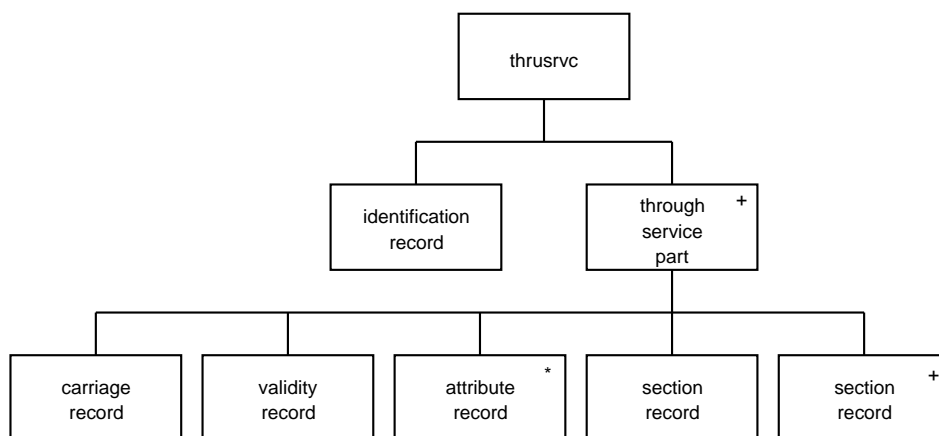 thrusrvc
identification
record
through +
service
part
carriage
record
validity
record
attribute *
record
section
record
section +
record